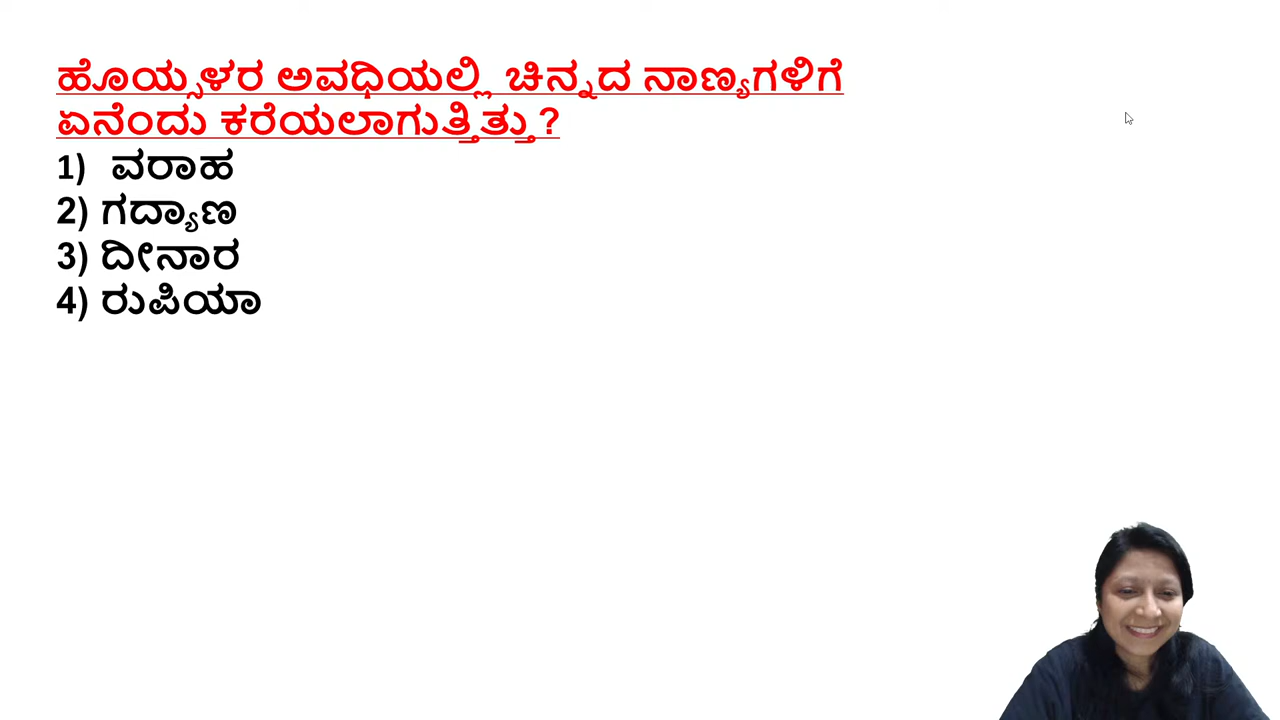 ಹೊಯ್ಸಳರ ಅವಧಿಯಲ್ಲಿ ಚಿನ್ನದ ನಾಣ್ಯಗಳಿಗೆ
ಏನೆಂದು ಕರೆಯಲಾಗುತ್ತಿತ್ತು?
1) ವರಾಹ
2) ಗದ್ಯಾಣ
3) ದೀನಾರ
4) ರುಪಿಯಾ